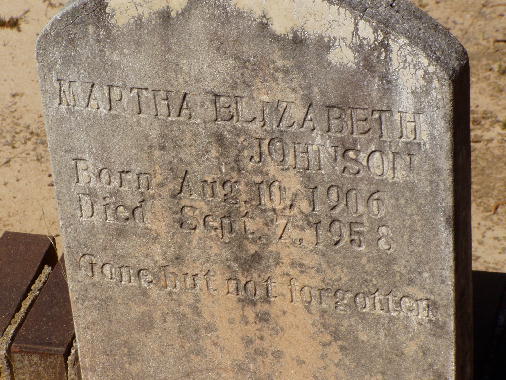 MARTHA ELIZABETH
JOHNSON
Born Aug. 10, 1906
Died Sept. 7, 1958
Gone but not forgotten